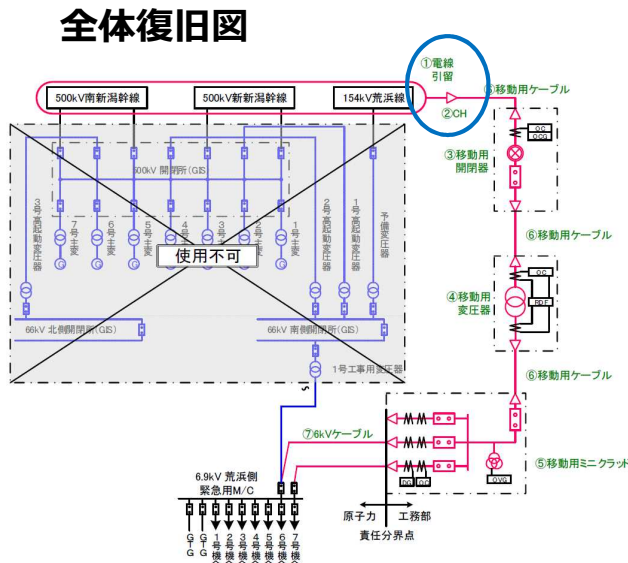 全体復旧図
①電線
引留
②CH
⑥移動用ケーブル
500kV南新潟幹線
500kV新新潟幹線
154kV荒浜線
OC
OCG
③移動用
開閉器
500kV 開閉所(GIS)
3号高起動変圧器
7号主変
6号主変
5号主変
4号主変
3号主変
2号主変
1号主変
2号高起動変圧器
1号高起動変圧器
予備変圧器
G
G
G
使用不可
⑥移動用ケーブル
④移動用
変圧器
OC
RDF
66kV 北側開閉所(GIS)
66kV 南側開閉所(GIS)
1号工事用変圧器
⑥移動用ケーブル
⑦6kVケーブル
⑤移動用ミニクラッド
OVG
DG
OC
6.9kV 荒浜側
緊急用M/C
原子力
工務部
責任分界点
GTG
GTG
1号機
2号機
3号機
4号機
5号機
6号機
7号機